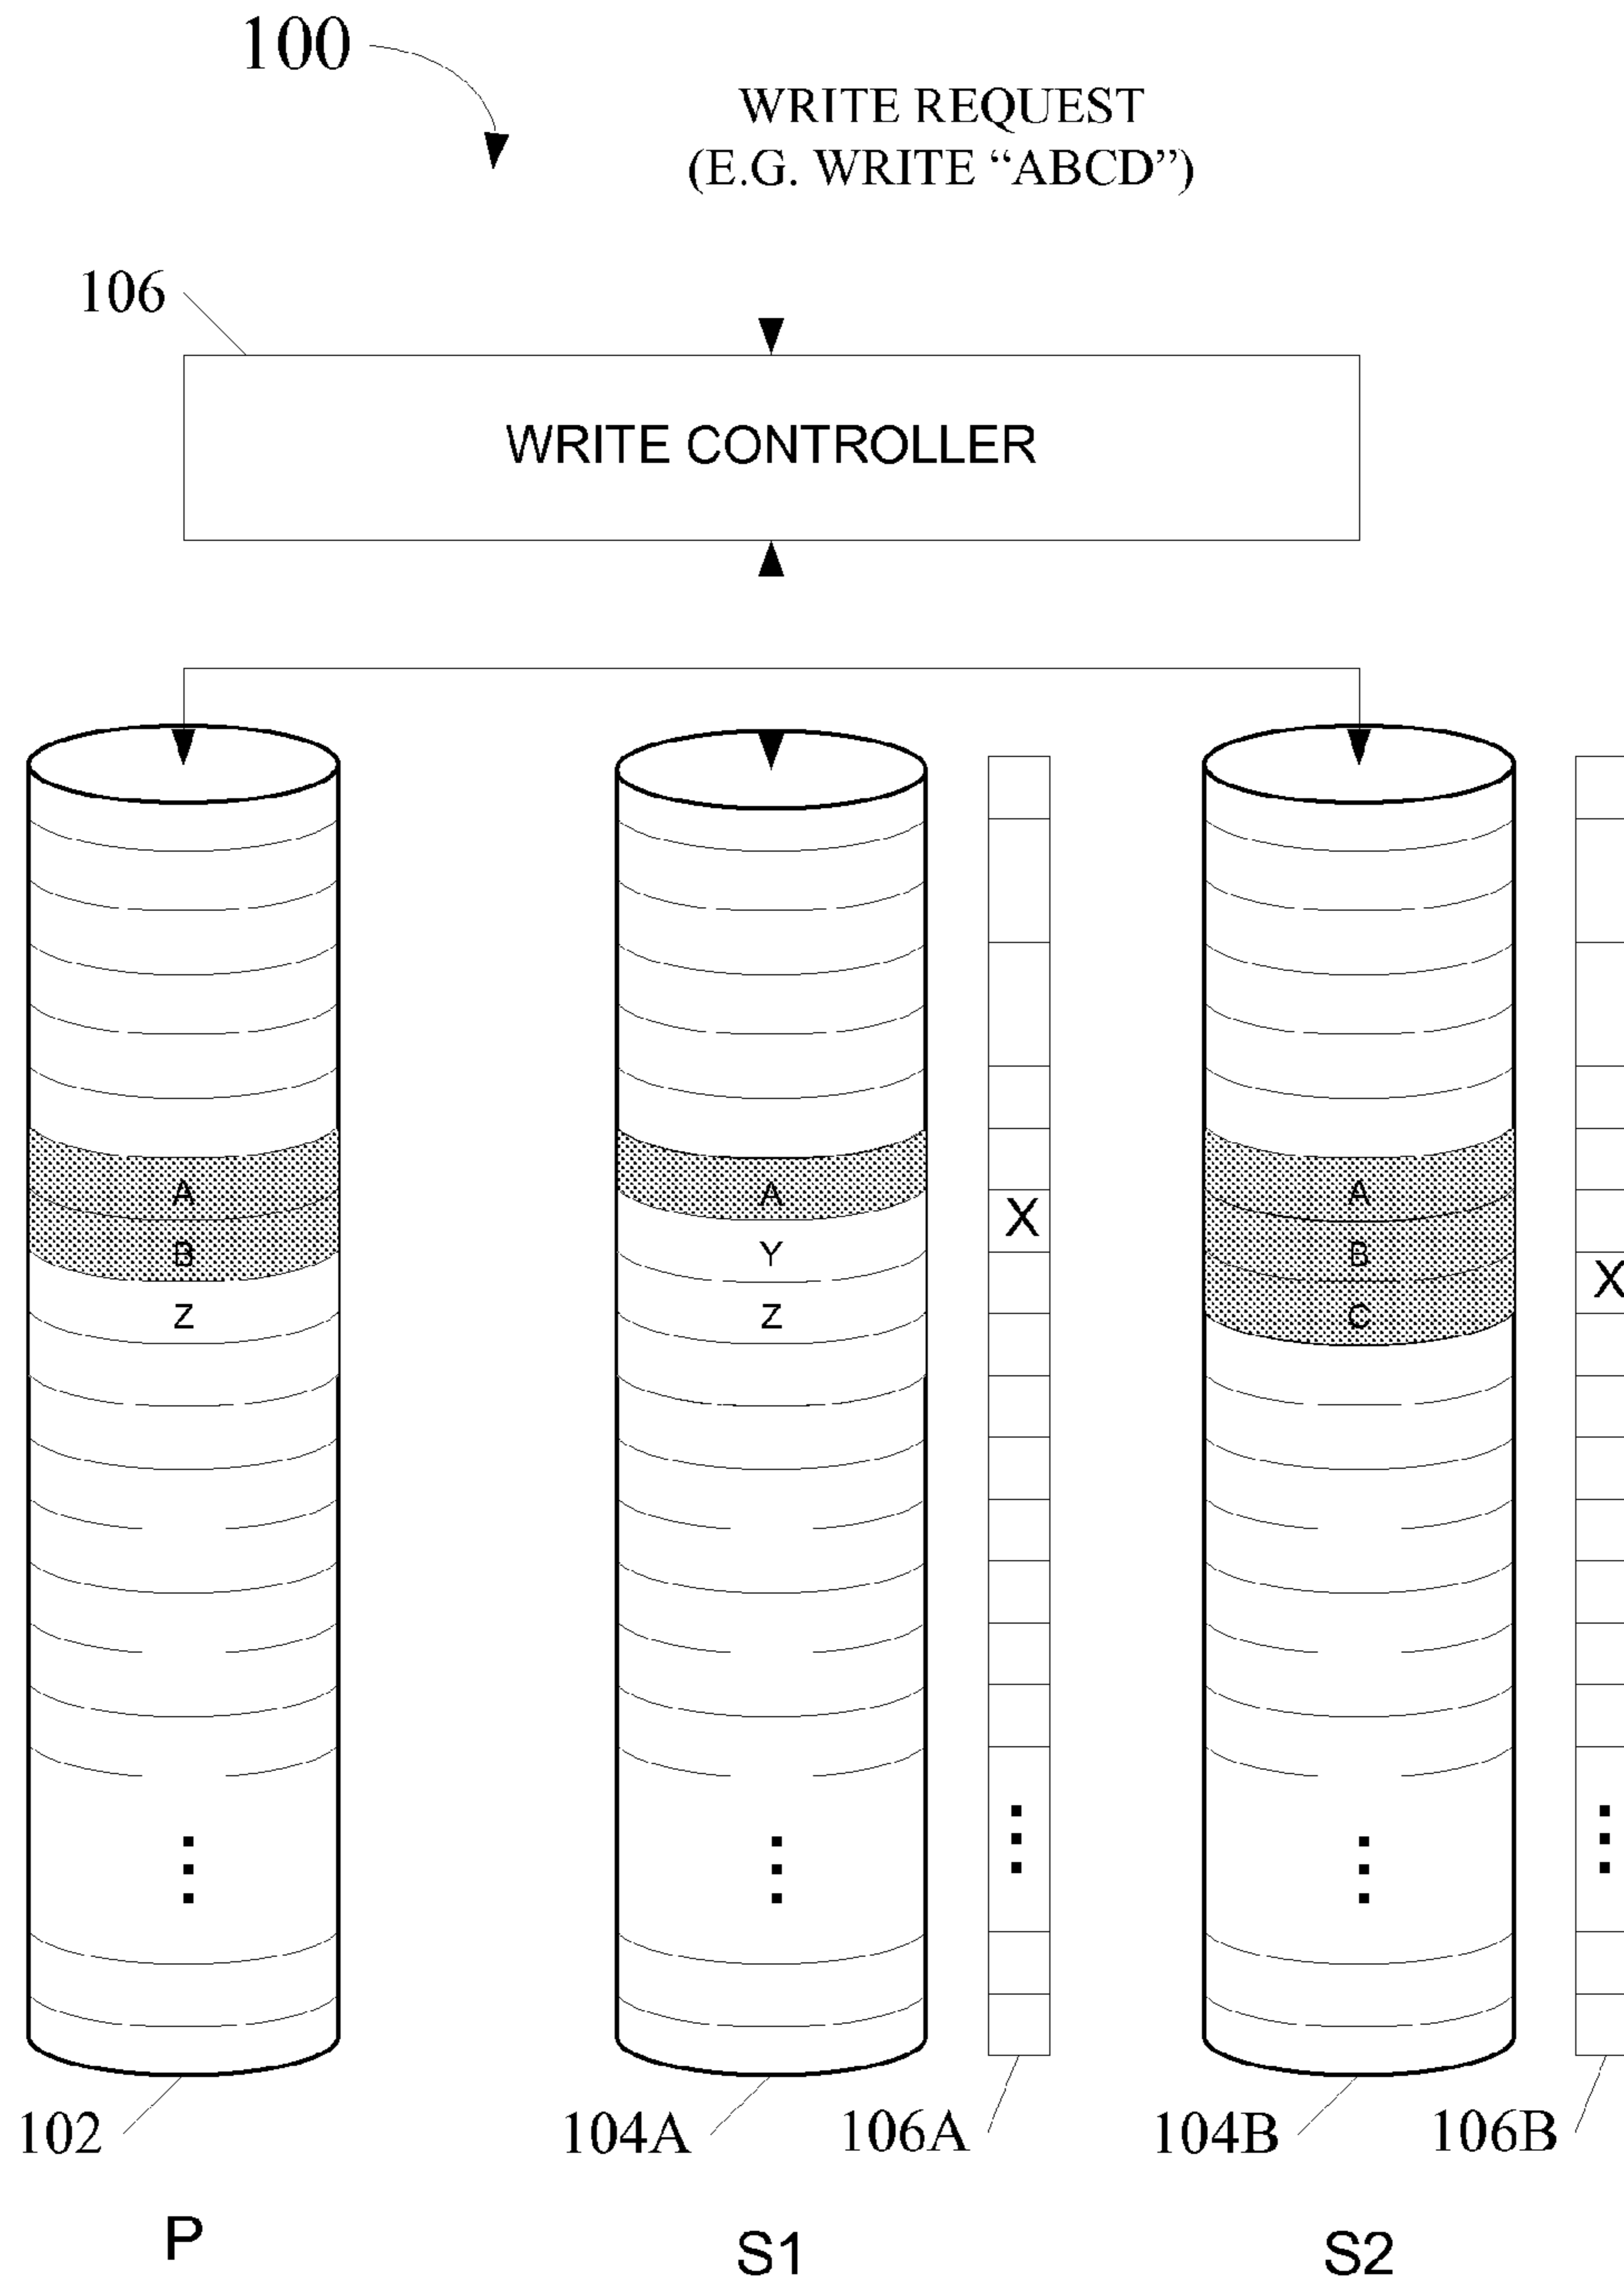 100
WRITE REQUEST
(E.G. WRITE “ABCD”)
106
WRITE CONTROLLER
A
A
X
A
B
Y
B
X
Z
Z
C
102
104A
106A
104B
106B
P
S1
S2